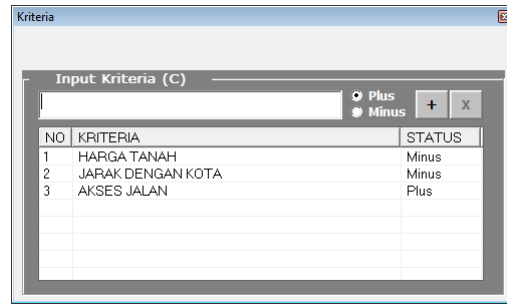 Kriteria
Input Kriteria (C)
Plus
Minus
+ x
NO KRITERIA STATUS
1 HARGA TANAH Minus
2 JARAK DENGAN KOTA Minus
3 AKSES JALAN Plus